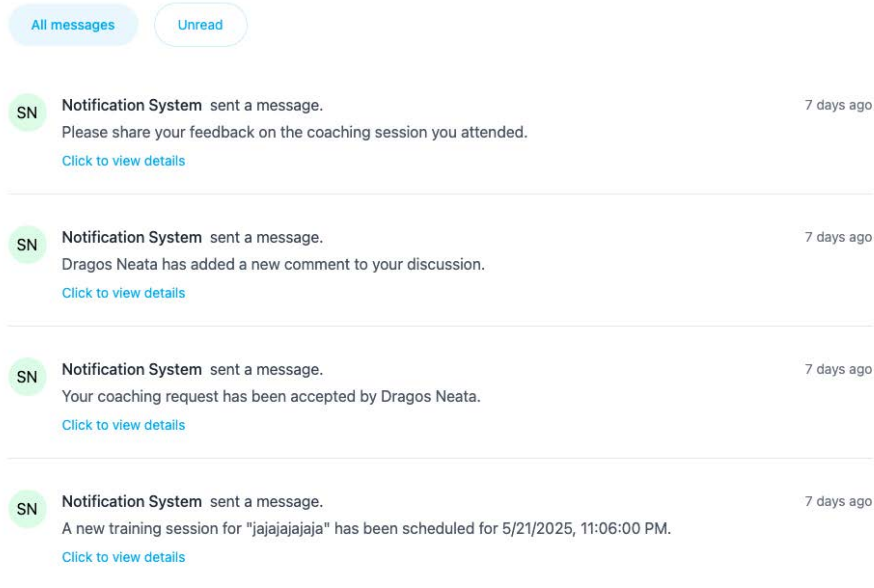 All messages
Unread
SN
Notification System sent a message.
7 days ago
Please share your feedback on the coaching session you attended.
Click to view details
SN
Notification System sent a message.
7 days ago
Dragos Neata has added a new comment to your discussion.
Click to view details
SN
Notification System sent a message.
7 days ago
Your coaching request has been accepted by Dragos Neata.
Click to view details
SN
Notification System sent a message.
7 days ago
A new training session for "jajajajajaja" has been scheduled for 5/21/2025, 11:06:00 PM.
Click to view details